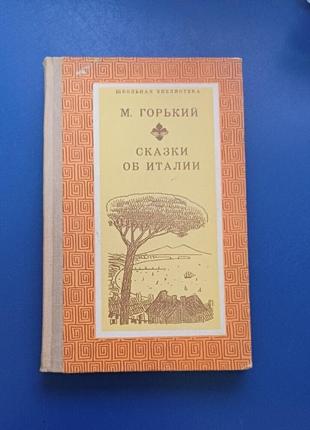 ШКОЛЬНАЯ БИБЛИОТЕКА
М. ГОРЬКИЙ
СКАЗКИ
ОБ ИТАЛИИ